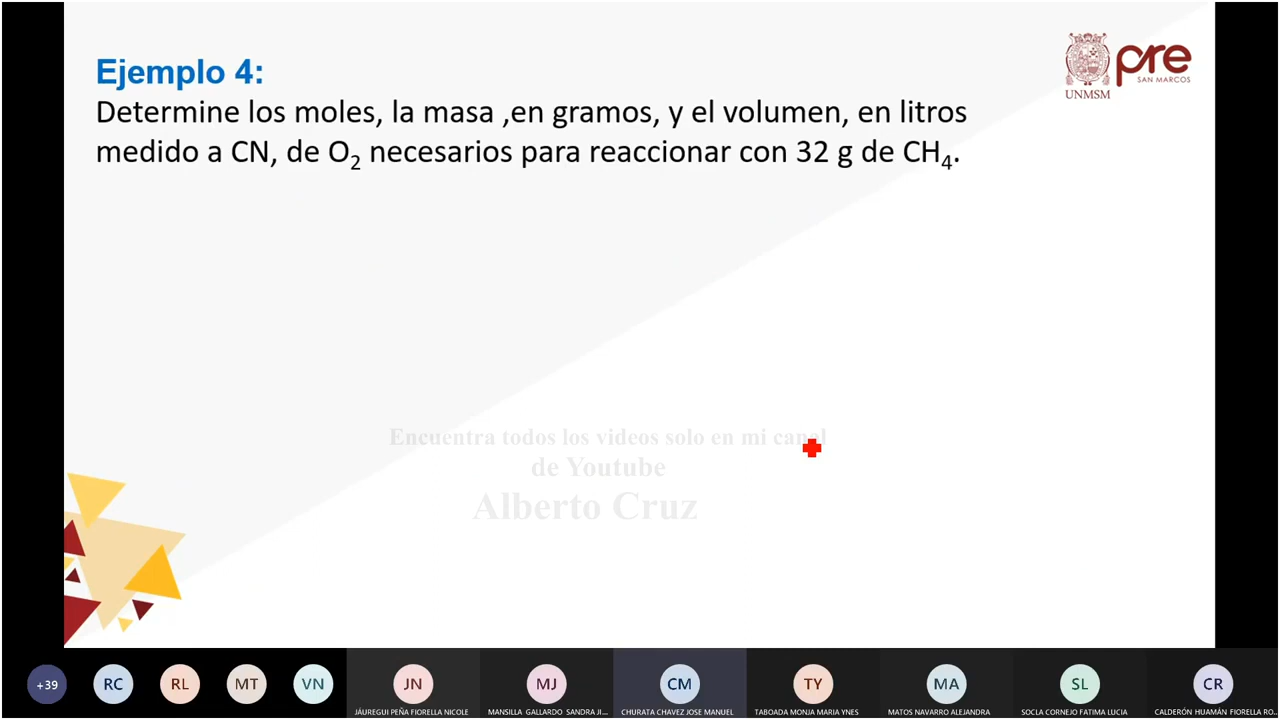 Ejemplo 4:
Determine los moles, la masa ,en gramos, y el volumen, en litros
medido a CN, de O₂ necesarios para reaccionar con 32 g de CH₄.
UNMSM
pre
SAN MARCOS
Encuentra todos los videos solo en mi canal
de Youtube
Alberto Cruz
+39
RC
RL
MT
VN
JN
MJ
CM
TY
MA
SL
CR
JÁUREGUI PEÑA FIORELLA NICOLE
MANSILLA GALLARDO SANDRA JI...
CHURATA CHAVEZ JOSE MANUEL
TABOADA MONJA MARIA YNES
MATOS NAVARRO ALEJANDRA
SOCLA CORNEJO FATIMA LUCIA
CALDERÓN HUAMÁN FIORELLA RO...